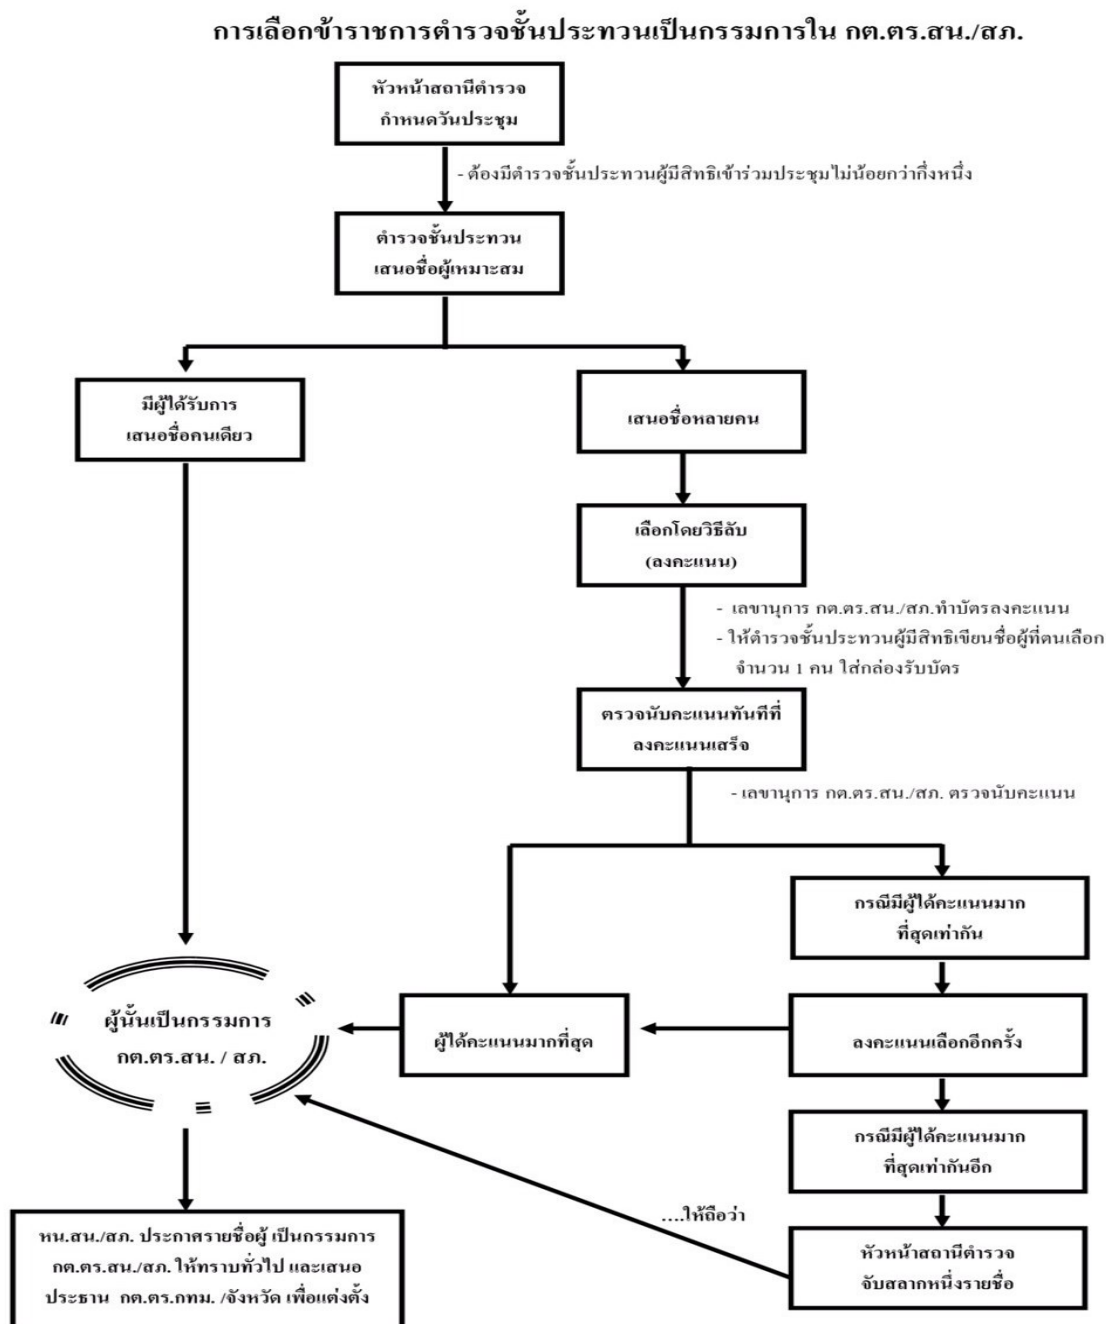 การเลือกข้าราชการตำรวจชั้นประทวนเป็นกรรมการใน กต.ตร.สน./สภ.
หัวหน้าสถานีตำรวจ
กำหนดวันประชุม
- ต้องมีตำรวจชั้นประทวนผู้มีสิทธิเข้าร่วมประชุมไม่น้อยกว่ากึ่งหนึ่ง
ตำรวจชั้นประทวน
เสนอชื่อผู้เหมาะสม
มีผู้ได้รับการ
เสนอชื่อคนเดียว
เสนอชื่อหลายคน
เลือกโดยวิธีลับ
(ลงคะแนน)
- เลขานุการ กต.ตร.สน./สภ.ทำบัตรลงคะแนน
- ให้ตำรวจชั้นประทวนผู้มีสิทธิเขียนชื่อผู้ที่ตนเลือก
จำนวน 1 คน ใส่กล่องรับบัตร
ตรวจนับคะแนนทันทีที่
ลงคะแนนเสร็จ
- เลขานุการ กต.ตร.สน./สภ. ตรวจนับคะแนน
กรณีมีผู้ได้คะแนนมาก
ที่สุดเท่ากัน
ผู้นั้นเป็นกรรมการ
กต.ตร.สน. / สภ.
ผู้ได้คะแนนมากที่สุด
ลงคะแนนเลือกอีกครั้ง
กรณีมีผู้ได้คะแนนมาก
ที่สุดเท่ากันอีก
....ให้ถือว่า
หัวหน้าสถานีตำรวจ
จับสลากหนึ่งรายชื่อ
หน.สน./สภ. ประกาศรายชื่อผู้ เป็นกรรมการ
กต.ตร.สน./สภ. ให้ทราบทั่วไป และเสนอ
ประธาน กต.ตร.กทม. /จังหวัด เพื่อแต่งตั้ง